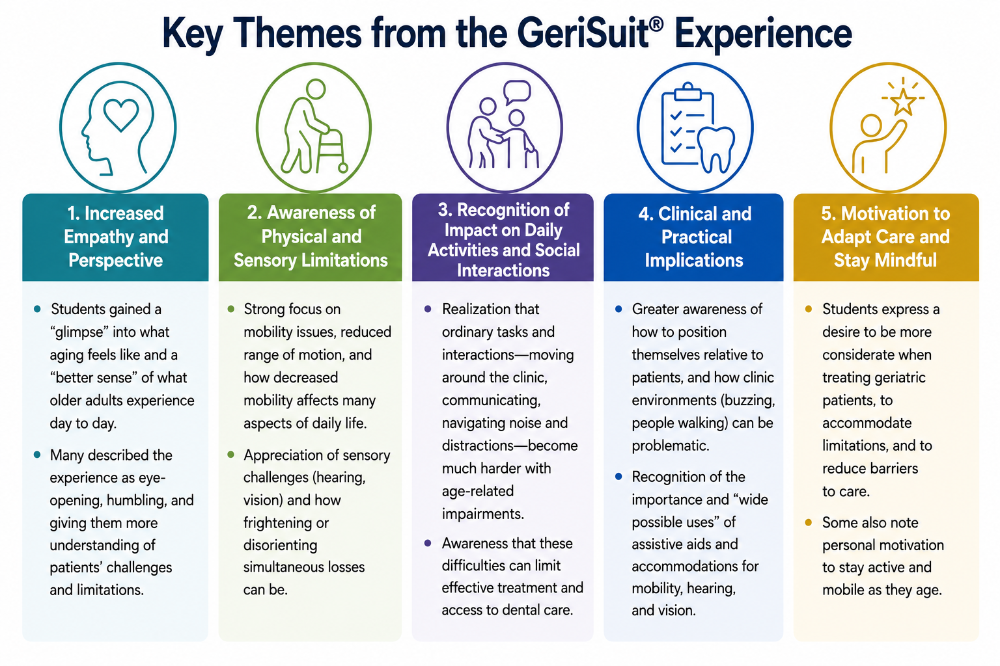 Key Themes from the GeriSuit® Experience
1. Increased
Empathy and
Perspective
Students gained a
“glimpse” into what
aging feels like and a
“better sense” of what
older adults experience
day to day.
Many described the
experience as eye-
opening, humbling, and
giving them more
understanding of
patients’ challenges
and limitations.
2. Awareness of
Physical and
Sensory Limitations
Strong focus on
mobility issues, reduced
range of motion, and
how decreased
mobility affects many
aspects of daily life.
Appreciation of sensory
challenges (hearing,
vision) and how
frightening or
disorienting
simultaneous losses
can be.
3. Recognition of
Impact on Daily
Activities and Social
Interactions
Realization that
ordinary tasks and
interactions—moving
around the clinic,
communicating,
navigating noise and
distractions—become
much harder with
age-related
impairments.
Awareness that these
difficulties can limit
effective treatment and
access to dental care.
4. Clinical and
Practical
Implications
Greater awareness of
how to position
themselves relative to
patients, and how clinic
environments (buzzing,
people walking) can be
problematic.
Recognition of the
importance and “wide
possible uses” of
assistive aids and
accommodations for
mobility, hearing,
and vision.
5. Motivation to
Adapt Care and
Stay Mindful
Students express a
desire to be more
considerate when
treating geriatric
patients, to
accommodate
limitations, and to
reduce barriers
to care.
Some also note
personal motivation
to stay active and
mobile as they age.